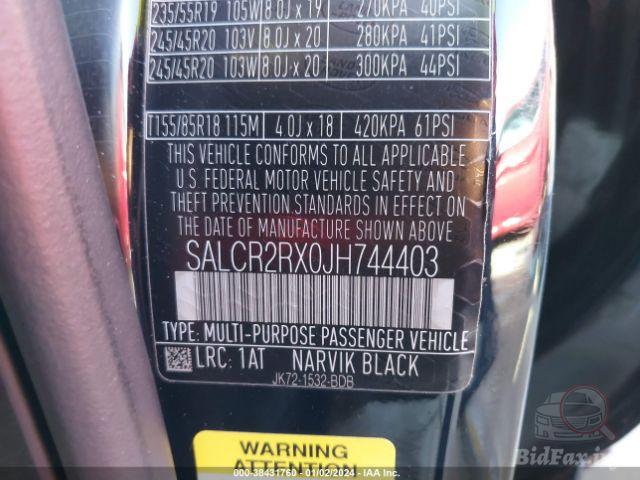 235/55R19 105W 8.0J x 19 270KPA 40PSI
245/45R20 103V 8.0J x 20 280KPA 41PSI
245/45R20 103W 8.0J x 20 300KPA 44PSI
T155/85R18 115M 4.0J x 18 420KPA 61PSI
THIS VEHICLE CONFORMS TO ALL APPLICABLE
U.S. FEDERAL MOTOR VEHICLE SAFETY AND
THEFT PREVENTION STANDARDS IN EFFECT ON
THE DATE OF MANUFACTURE SHOWN ABOVE
SALCR2RX0JH744403
TYPE: MULTI-PURPOSE PASSENGER VEHICLE
LRC: 1AT NARVIK BLACK
JK72-1532-BDB
WARNING
ATTENTION
001-38431760 - 01/02/2024 - IAA Inc.
BidFax